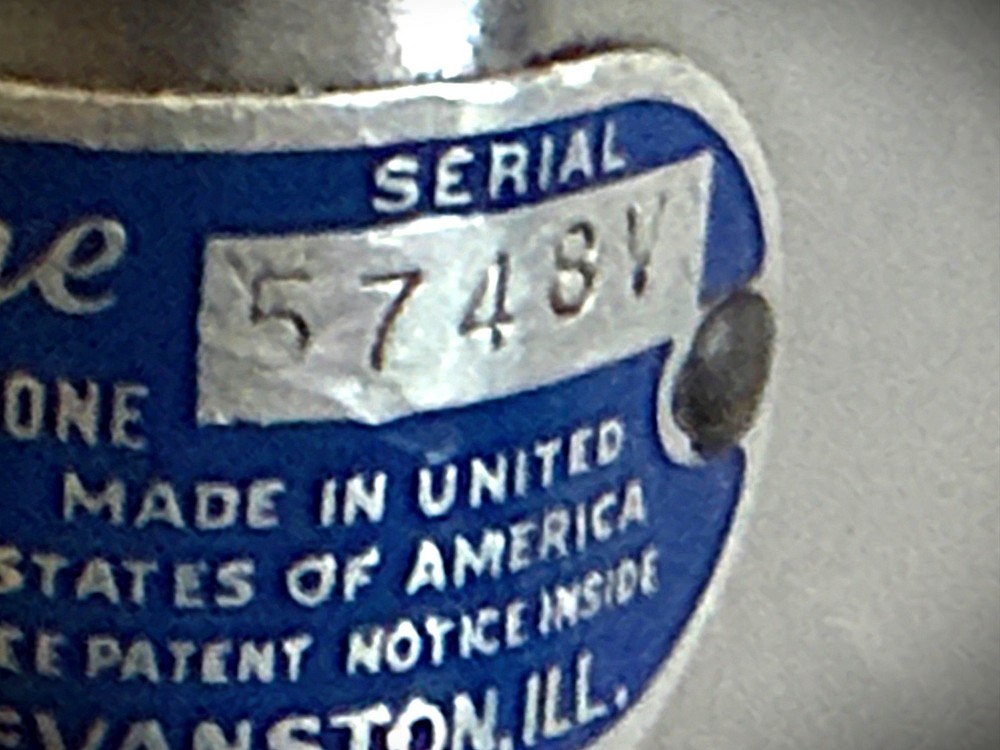 SERIAL
5748V
ONE
MADE IN UNITED
STATES OF AMERICA
EE PATENT NOTICE INSIDE
EVANSTON, ILL.